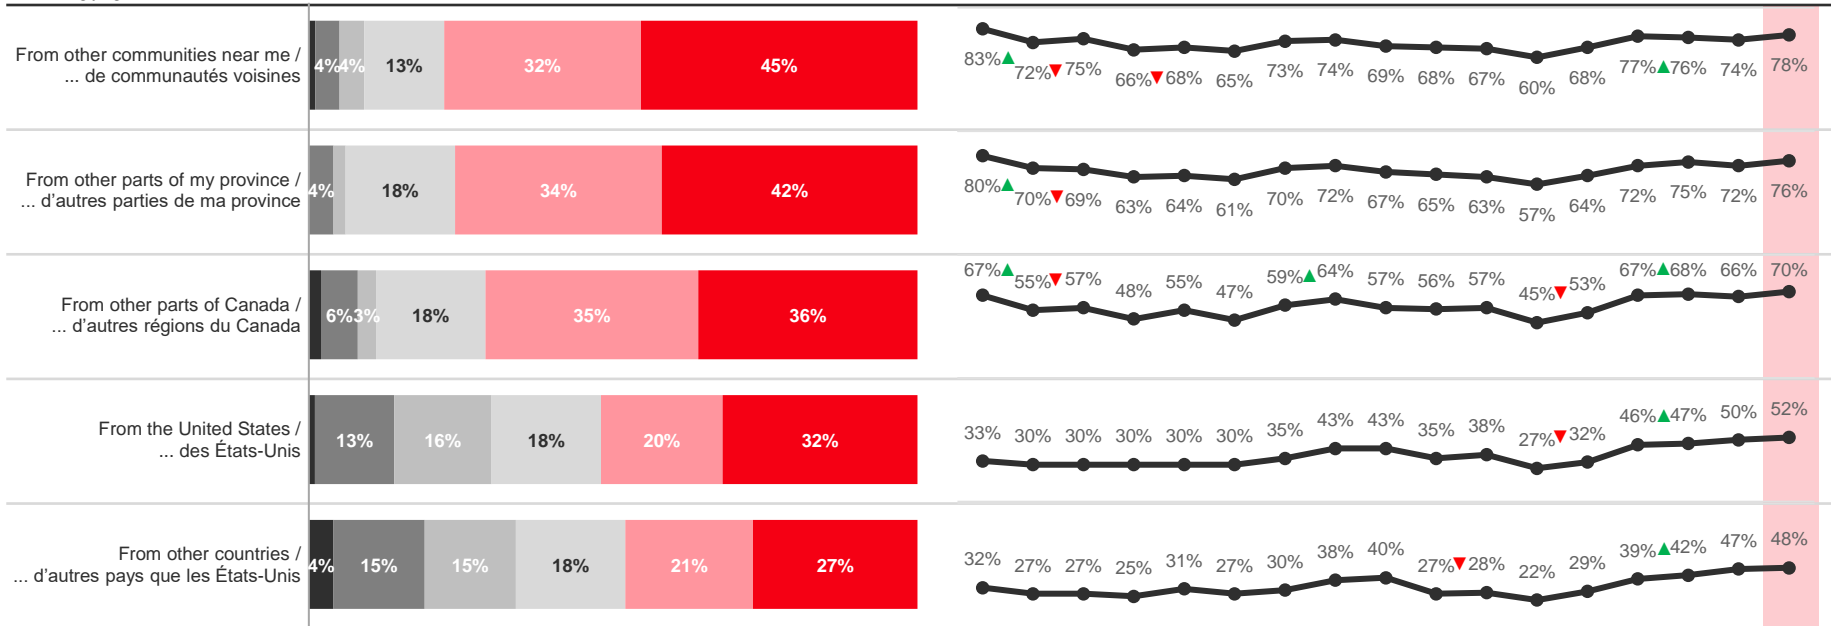 From other communities near me /
... de communautés voisines
4% 4% 13% 32% 45%
83% 72% 75% 66% 68% 65% 73% 74% 69% 68% 67% 60% 68% 77% 76% 74% 78%
From other parts of my province /
... d'autres parties de ma province
4% 18% 34% 42%
80% 70% 69% 63% 64% 61% 70% 72% 67% 65% 63% 57% 64% 72% 75% 72% 76%
From other parts of Canada /
... d'autres régions du Canada
6% 3% 18% 35% 36%
67% 55% 57% 48% 55% 47% 59% 64% 57% 56% 57% 45% 53% 67% 68% 66% 70%
From the United States /
... des États-Unis
13% 16% 18% 20% 32%
33% 30% 30% 30% 30% 30% 35% 43% 43% 35% 38% 27% 32% 46% 47% 50% 52%
From other countries /
... d'autres pays que les États-Unis
4% 15% 15% 18% 21% 27%
32% 27% 27% 25% 31% 27% 30% 38% 40% 27% 28% 22% 29% 39% 42% 47% 48%